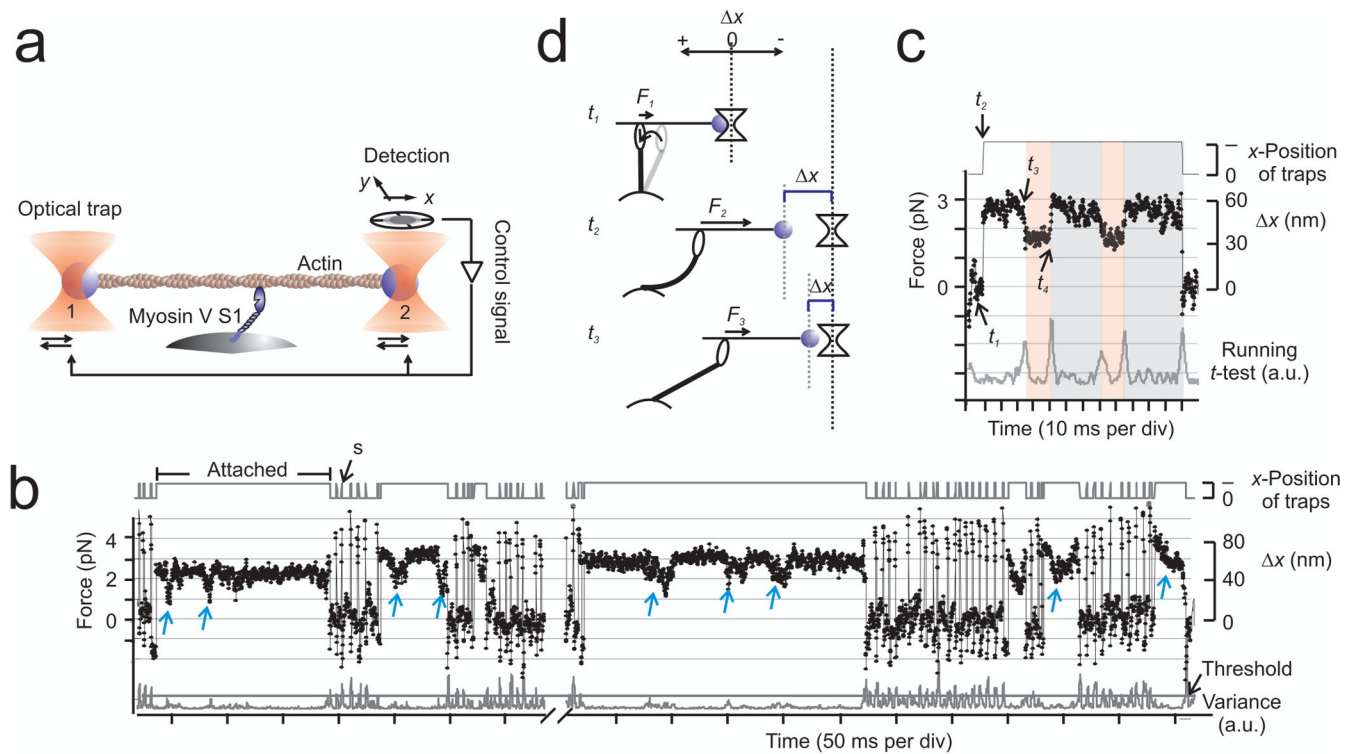 a
Detection
y
x
Optical trap
Actin
1
2
Myosin V S1
Control signal
d
Δx
+ 0 -
t1
F1
Δx
t2
F2
Δx
t3
F3
c
t2
x-Position
of traps
0
t3
3
60
Force (pN)
Δx (nm)
30
t4
0
0
t1
Running
t-test (a.u.)
Time (10 ms per div)
b
Attached
s
x-Position
of traps
0
4
80
Force (pN)
Δx (nm)
2
40
0
0
Threshold
Variance
(a.u.)
Time (50 ms per div)